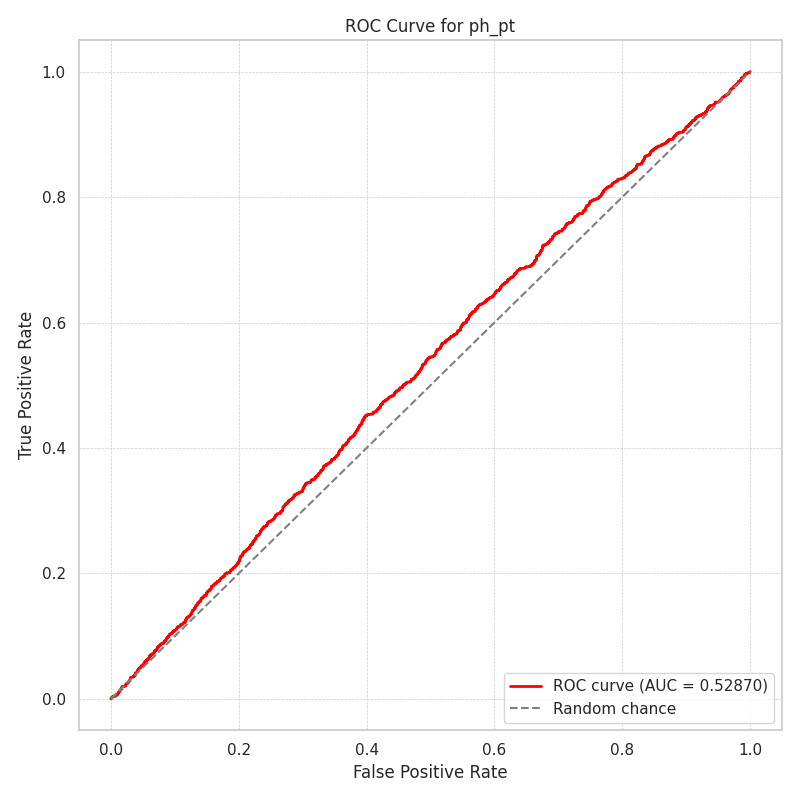 ROC Curve for ph_pt
True Positive Rate
1.0
0.8
0.6
0.4
0.2
0.0
ROC curve (AUC = 0.52870)
Random chance
0.0 0.2 0.4 0.6 0.8 1.0
False Positive Rate